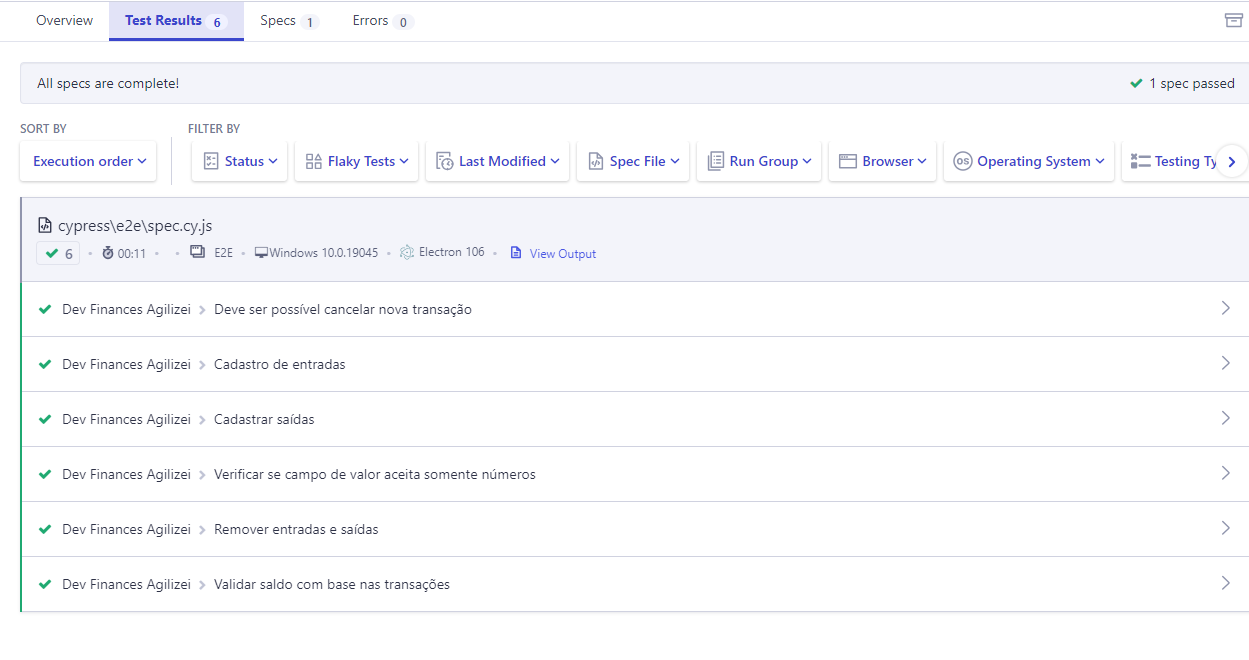 Overview Test Results 6 Specs 1 Errors 0
All specs are complete! 1 spec passed
SORT BY FILTER BY
Execution order Status Flaky Tests Last Modified Spec File Run Group Browser OS Operating System Testing Ty
cypress\e2e\spec.cy.js
6 00:11 E2E Windows 10.0.19045 Electron 106 View Output
Dev Finances Agilizei Deve ser possível cancelar nova transação
Dev Finances Agilizei Cadastro de entradas
Dev Finances Agilizei Cadastrar saídas
Dev Finances Agilizei Verificar se campo de valor aceita somente números
Dev Finances Agilizei Remover entradas e saídas
Dev Finances Agilizei Validar saldo com base nas transações